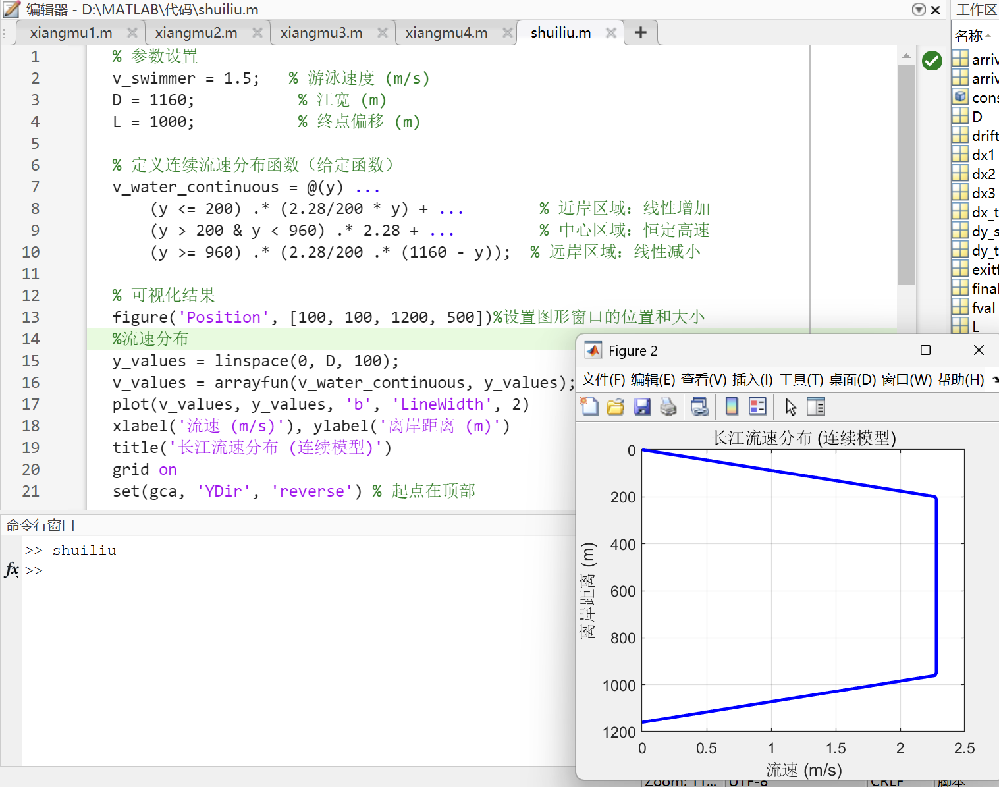 编辑器 - D:\MATLAB\代码\shuiliu.m
工作区
xiangmu1.m xiangmu2.m xiangmu3.m xiangmu4.m shuiliu.m +
名称
1 % 参数设置
2 v_swimmer = 1.5; % 游泳速度 (m/s)
3 D = 1160; % 江宽 (m)
4 L = 1000; % 终点偏移 (m)
5
6 % 定义连续流速分布函数（给定函数）
7 v_water_continuous = @(y) ...
8 (y <= 200) .* (2.28/200 * y) + ... % 近岸区域：线性增加
9 (y > 200 & y < 960) .* 2.28 + ... % 中心区域：恒定高速
10 (y >= 960) .* (2.28/200 .* (1160 - y)); % 远岸区域：线性减小
11
12 % 可视化结果
13 figure('Position', [100, 100, 1200, 500])%设置图形窗口的位置和大小
14 %流速分布
15 y_values = linspace(0, D, 100);
16 v_values = arrayfun(v_water_continuous, y_values);
17 plot(v_values, y_values, 'b', 'LineWidth', 2)
18 xlabel('流速 (m/s)'), ylabel('离岸距离 (m)')
19 title('长江流速分布 (连续模型)')
20 grid on
21 set(gca, 'YDir', 'reverse') % 起点在顶部
arriv
arriv
cons
D
drift
dx1
dx2
dx3
dx_t
dy_s
dy_t
exitf
final
fval
L
命令行窗口
>> shuiliu
fx >>
Figure 2
文件(F) 编辑(E) 查看(V) 插入(I) 工具(T) 桌面(D) 窗口(W) 帮助(H)
长江流速分布 (连续模型)
0
200
400
600
800
1000
1200
离岸距离 (m)
0 0.5 1 1.5 2 2.5
流速 (m/s)
Zoom: 11... UTF-8 CRLF 脚本